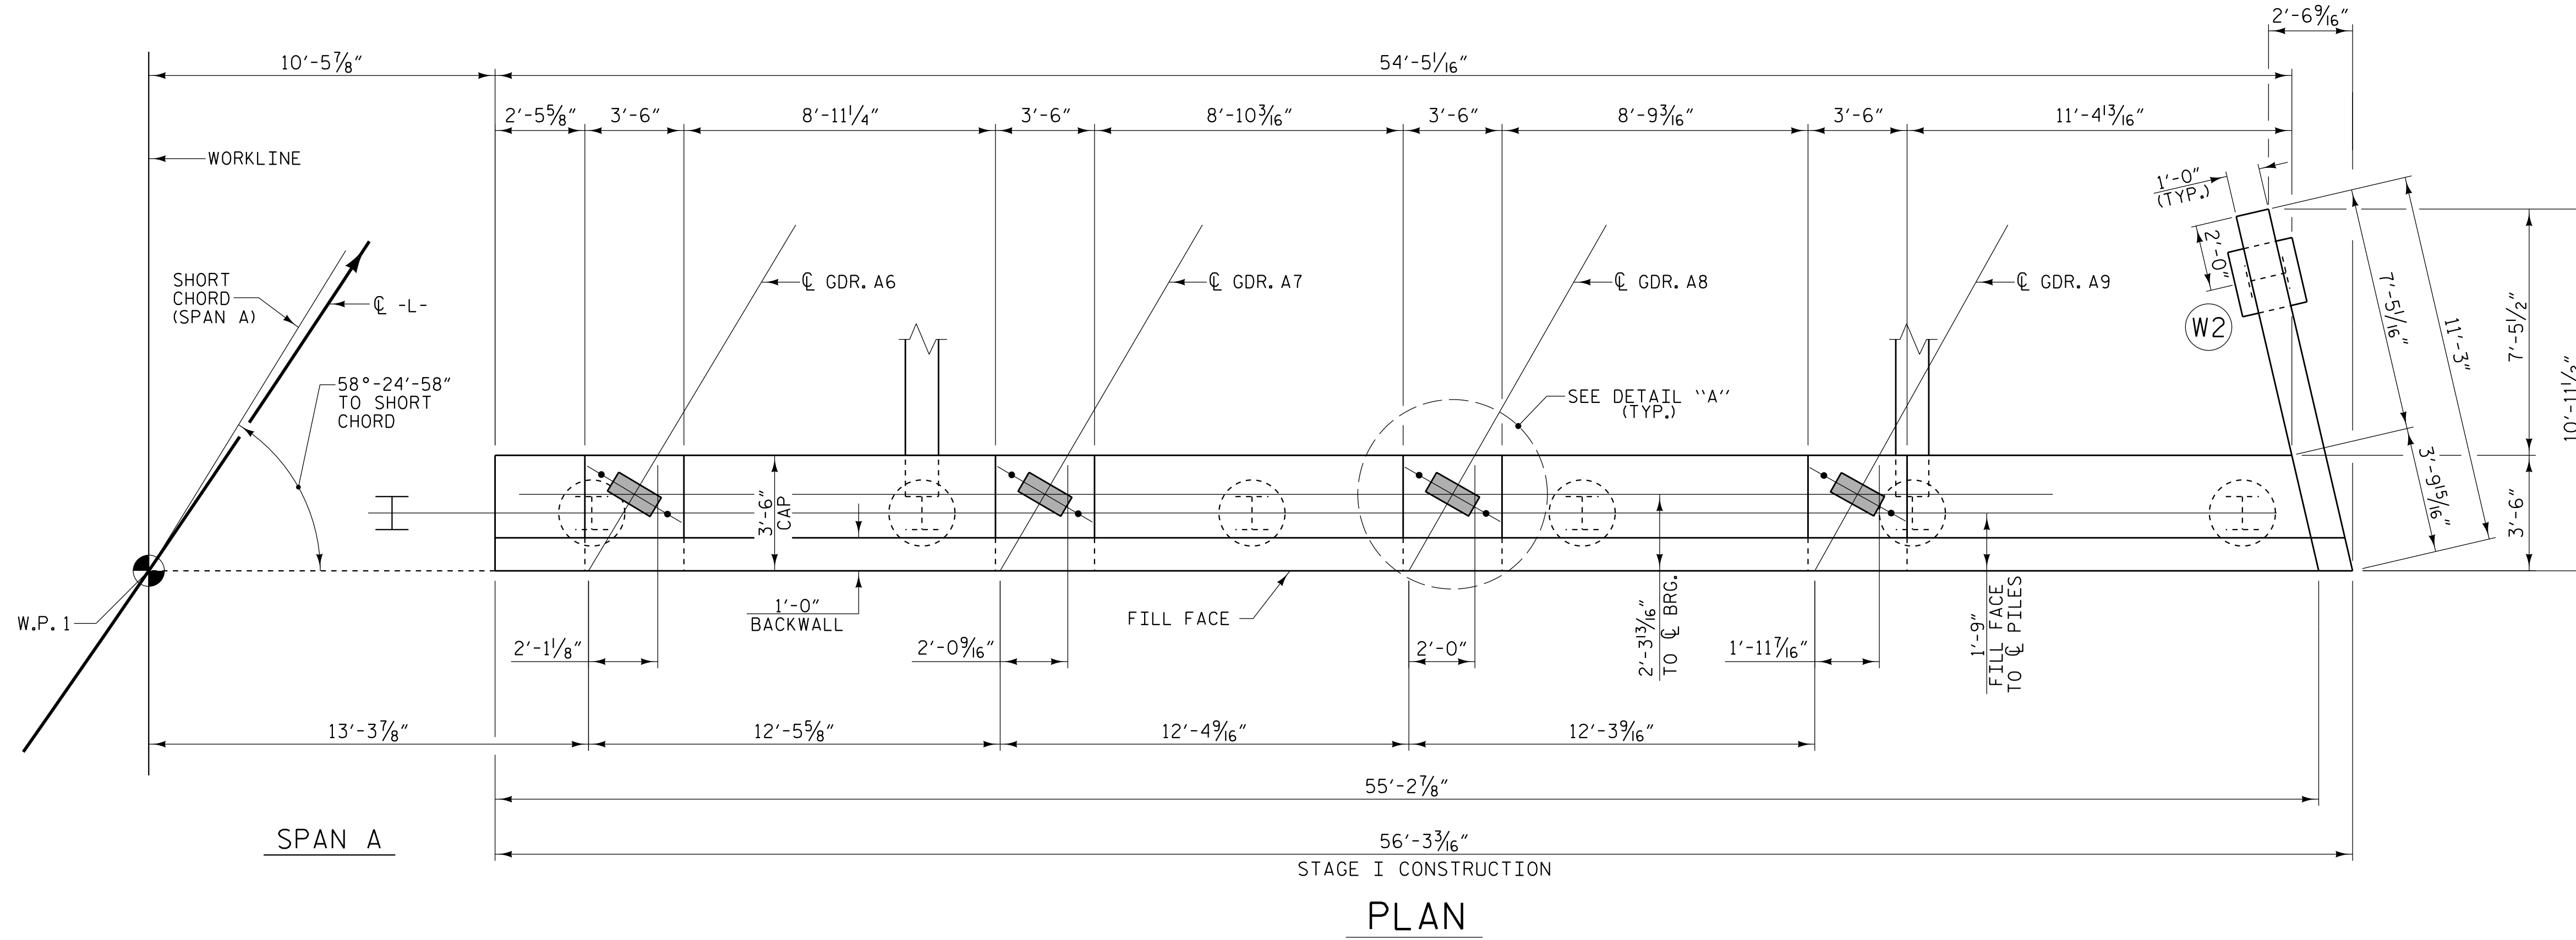 2'-6 9/16"
10'-5 7/8"
54'-5 1/16"
2'-5 5/8"
3'-6"
8'-11 1/4"
3'-6"
8'-10 3/16"
3'-6"
8'-9 3/16"
3'-6"
11'-4 13/16"
WORKLINE
1'-0"
(TYP.)
2'-0"
W2
SHORT
CHORD
(SPAN A)
℄ -L-
℄ GDR. A6
℄ GDR. A7
℄ GDR. A8
℄ GDR. A9
7'-5 1/16"
11'-3"
7'-5 1/2"
10'-11 1/2"
58°-24'-58"
TO SHORT
CHORD
SEE DETAIL "A"
(TYP.)
3'-6"
CAP
3'-9 15/16"
3'-6"
W.P. 1
1'-0"
BACKWALL
FILL FACE
2'-1 1/8"
2'-0 9/16"
2'-0"
2'-3 13/16"
TO ℄ BRG.
1'-11 7/16"
1'-9"
FILL FACE
TO ℄ PILES
13'-3 7/8"
12'-5 5/8"
12'-4 9/16"
12'-3 9/16"
55'-2 7/8"
SPAN A
56'-3 3/16"
STAGE I CONSTRUCTION
PLAN